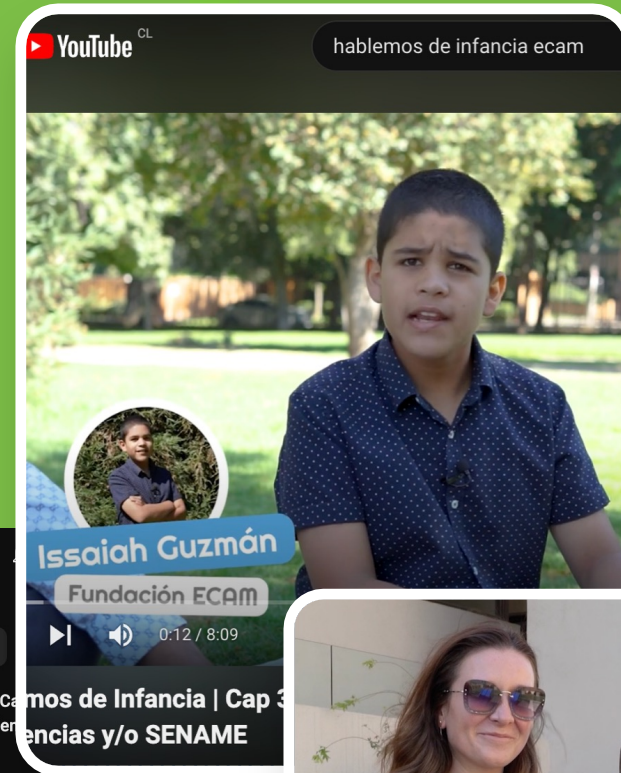 YouTube CL
hablemos de infancia ecam
Issaiah Guzmán
Fundación ECAM
0:12 / 8:09
mos de Infancia | Cap 3
encias y/o SENAME